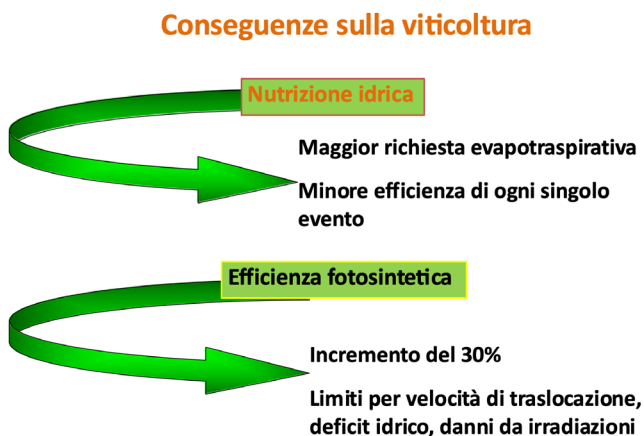 Conseguenze sulla viticoltura
Nutrizione idrica
Maggior richiesta evapotraspirativa
Minore efficienza di ogni singolo
evento
Efficienza fotosintetica
Incremento del 30%
Limiti per velocità di traslocazione,
deficit idrico, danni da irradiazioni